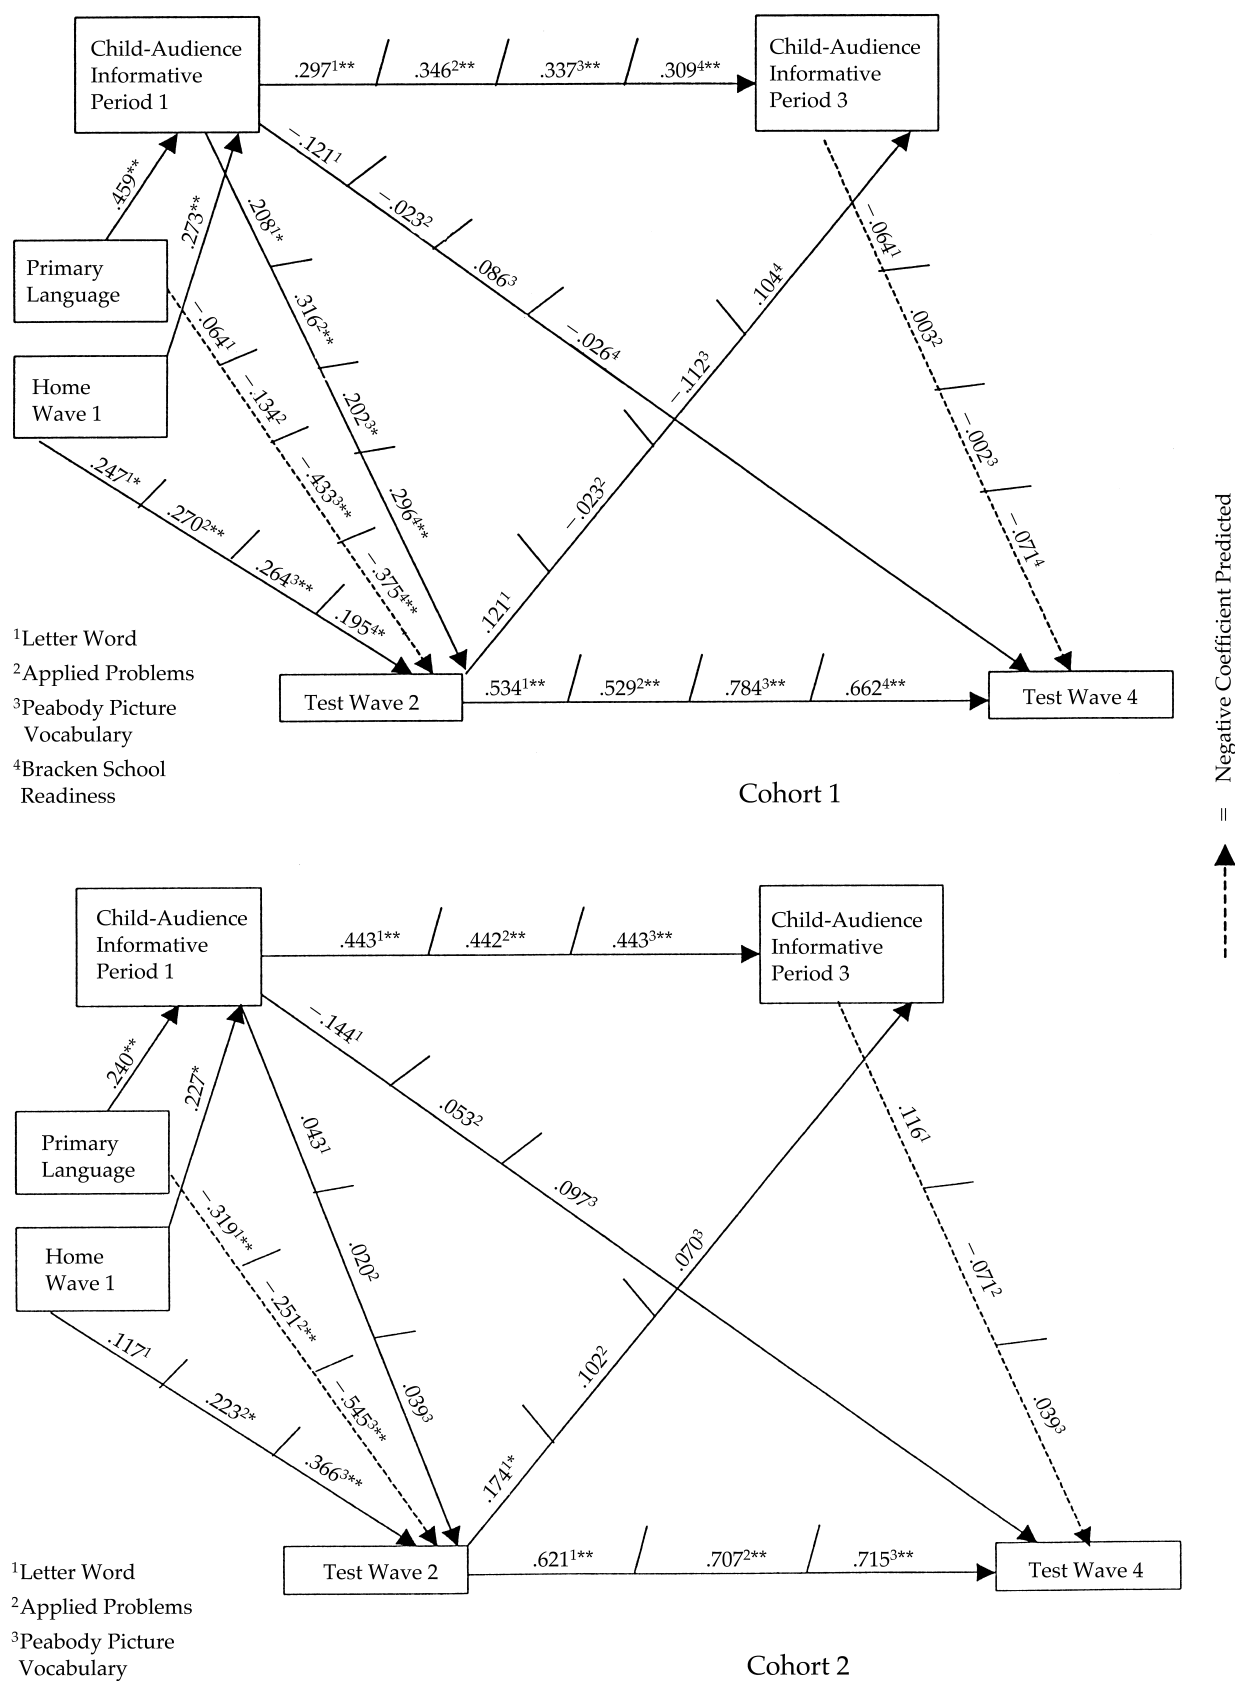 Child-Audience
Informative
Period 1
Child-Audience
Informative
Period 3
.297¹**
.346²**
.337³**
.309⁴**
.459**
.273**
Primary
Language
Home
Wave 1
−.121¹
−.023²
.086³
−.026⁴
.208¹*
.316²**
.202³*
.296⁴**
−.064¹
−.134²
−.433³**
−.375⁴**
.247¹*
.270²**
.264³**
.195⁴*
.121¹
−.023²
−.112³
.104⁴
−.064¹
.003²
−.002³
−.071⁴
Test Wave 2
.534¹**
.529²**
.784³**
.662⁴**
Test Wave 4
¹Letter Word
²Applied Problems
³Peabody Picture
Vocabulary
⁴Bracken School
Readiness
Cohort 1
= Negative Coefficient Predicted
Child-Audience
Informative
Period 1
Child-Audience
Informative
Period 3
.443¹**
.442²**
.443³**
.240**
.227*
Primary
Language
Home
Wave 1
−.144¹
.053²
.097³
.043¹
.020²
.039³
−.319¹**
−.251²**
−.545³**
.117¹
.223²*
.366³**
.174¹*
.102²
.070³
.116¹
−.071²
.039³
Test Wave 2
.621¹**
.707²**
.715³**
Test Wave 4
¹Letter Word
²Applied Problems
³Peabody Picture
Vocabulary
Cohort 2